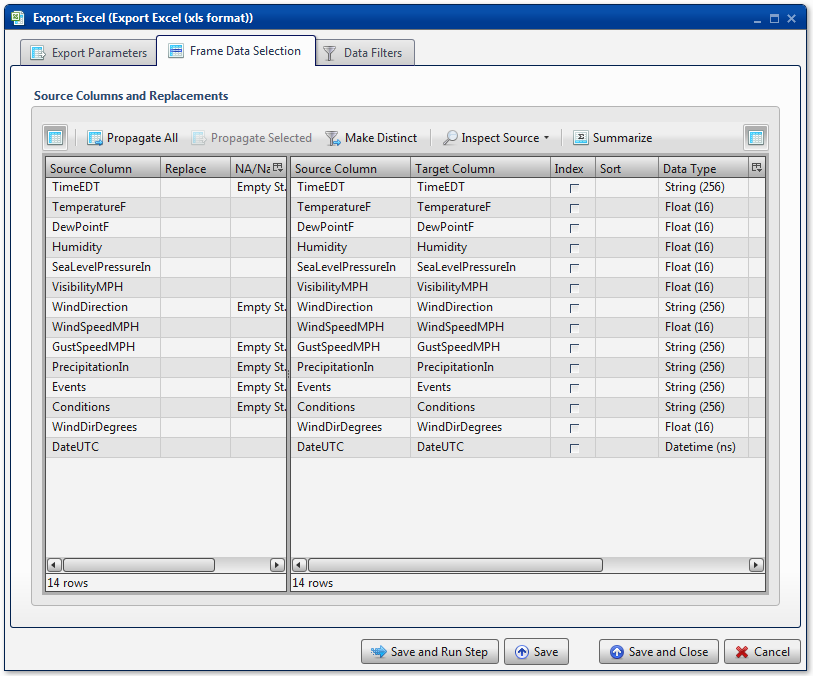 Export: Excel (Export Excel (xls format))
Export Parameters Frame Data Selection Data Filters
Source Columns and Replacements
Propagate All Propagate Selected Make Distinct Inspect Source Summarize
Source Column Replace NA/Na Source Column Target Column Index Sort Data Type
TimeEDT Empty St. TimeEDT TimeEDT String (256)
TemperatureF TemperatureF TemperatureF Float (16)
DewPointF DewPointF DewPointF Float (16)
Humidity Humidity Humidity Float (16)
SeaLevelPressureIn SeaLevelPressureIn SeaLevelPressureIn Float (16)
VisibilityMPH VisibilityMPH VisibilityMPH Float (16)
WindDirection Empty St. WindDirection WindDirection String (256)
WindSpeedMPH WindSpeedMPH WindSpeedMPH Float (16)
GustSpeedMPH Empty St. GustSpeedMPH GustSpeedMPH String (256)
PrecipitationIn Empty St. PrecipitationIn PrecipitationIn String (256)
Events Empty St. Events Events String (256)
Conditions Empty St. Conditions Conditions String (256)
WindDirDegrees WindDirDegrees WindDirDegrees Float (16)
DateUTC DateUTC DateUTC Datetime (ns)
14 rows 14 rows
Save and Run Step Save Save and Close Cancel